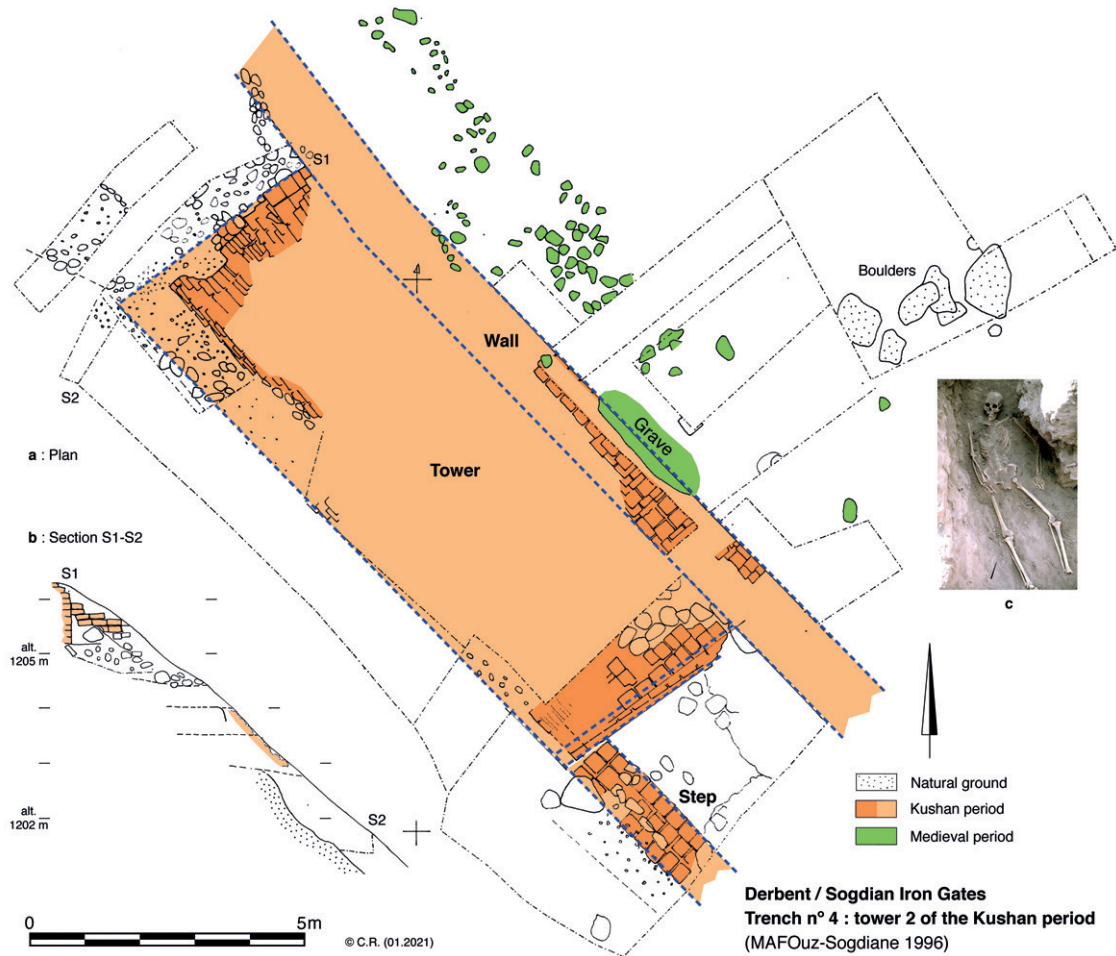 S1
Boulders
Wall
S2
Grave
a : Plan
Tower
b : Section S1-S2
S1
c
alt.
1205 m
Natural ground
Step
Kushan period
S2
alt.
1202 m
Medieval period
Derbent / Sogdian Iron Gates
Trench nº 4 : tower 2 of the Kushan period
(MAFOuz-Sogdiane 1996)
0
5m
© C.R. (01.2021)